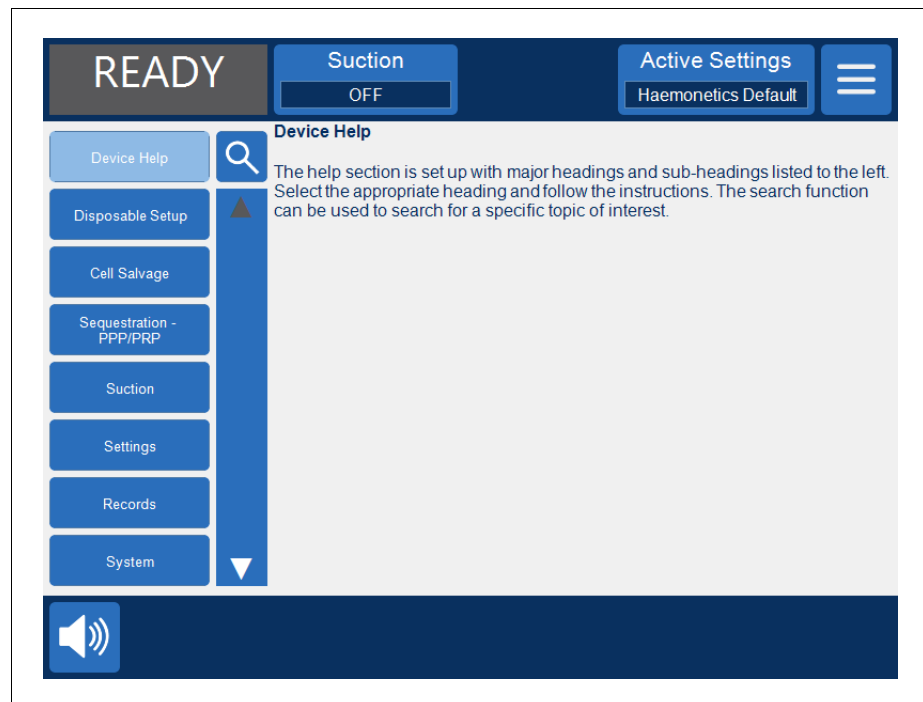 READY
Suction
OFF
Active Settings
Haemonetics Default
Device Help
Disposable Setup
Cell Salvage
Sequestration -
PPP/PRP
Suction
Settings
Records
System
Device Help
The help section is set up with major headings and sub-headings listed to the left.
Select the appropriate heading and follow the instructions. The search function
can be used to search for a specific topic of interest.